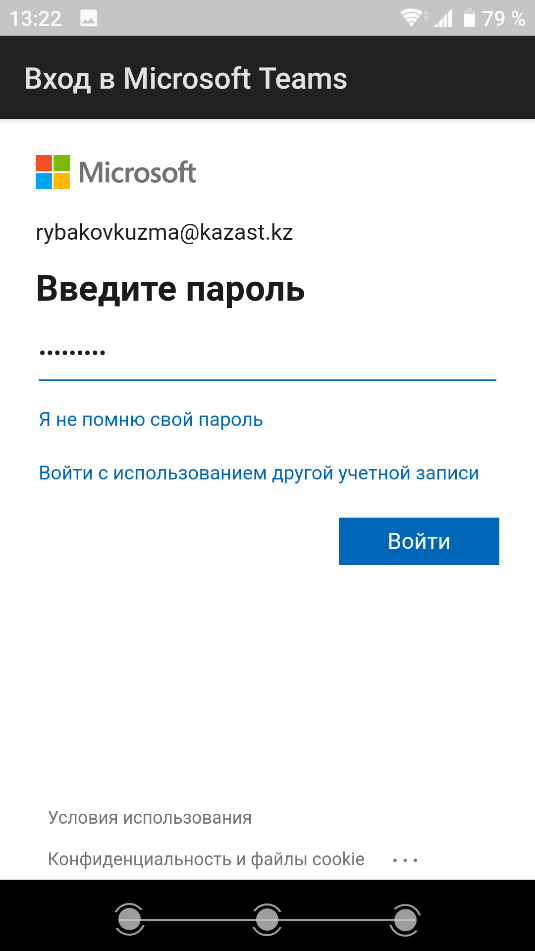 13:22 79 %
Вход в Microsoft Teams
Microsoft
rybakovkuzma@kazast.kz
Введите пароль
•••••••••
Я не помню свой пароль
Войти с использованием другой учетной записи
Войти
Условия использования
Конфиденциальность и файлы cookie ...